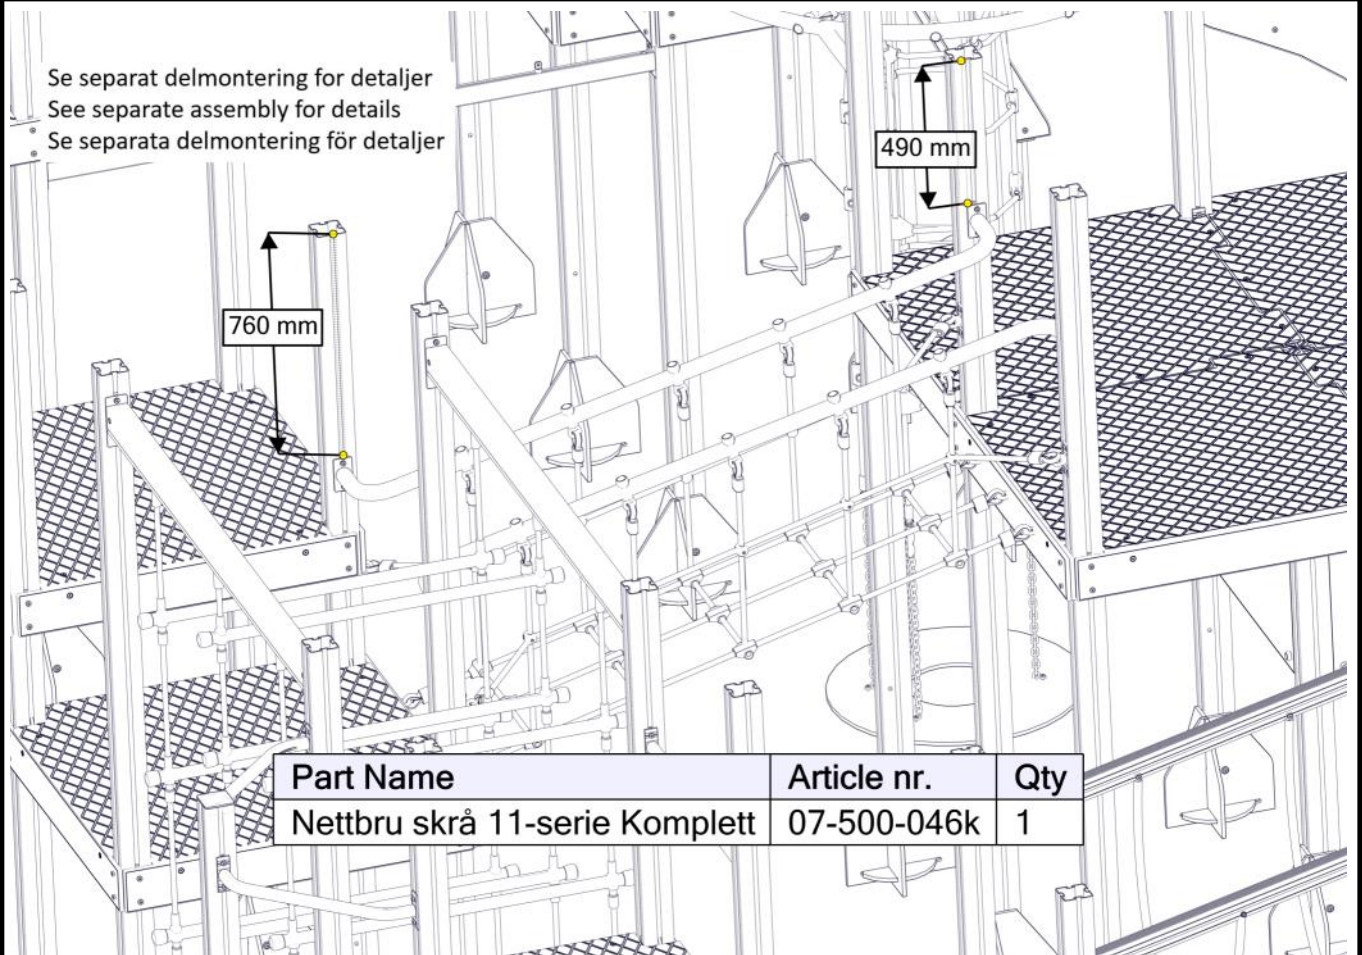 Se separat delmontering for detaljer
See separate assembly for details
Se separata delmontering för detaljer
490 mm
760 mm
Part Name Article nr. Qty
Nettbru skrå 11-serie Komplett 07-500-046k 1